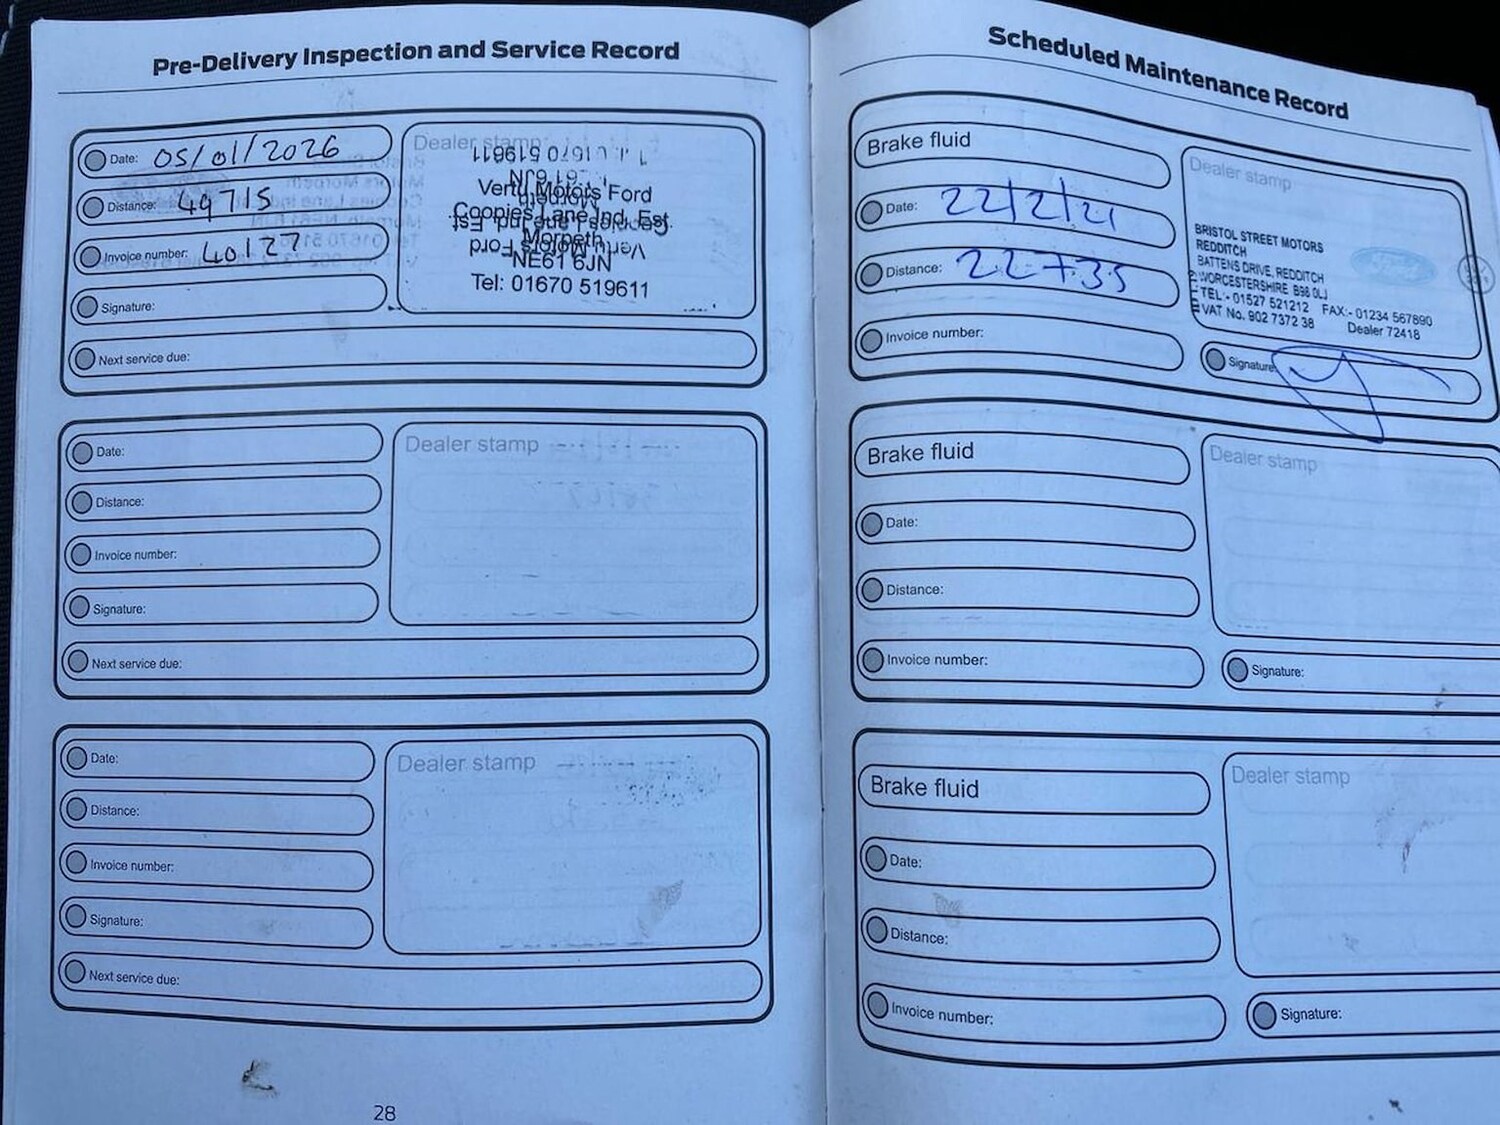 Pre-Delivery Inspection and Service Record
Date: 05/01/2026
Distance: 49715
Invoice number: 40127
Signature:
Next service due:
Dealer stamp
Vertu Motors Ford
Coopies Lane Ind. Est
Morpeth
NE61 6JN
Tel: 01670 519611
Date:
Distance:
Invoice number:
Signature:
Next service due:
Dealer stamp
Date:
Distance:
Invoice number:
Signature:
Next service due:
Dealer stamp
28
Scheduled Maintenance Record
Brake fluid
Date: 22/2/21
Distance: 22735
Invoice number:
Dealer stamp
BRISTOL STREET MOTORS
REDDITCH
BATTENS DRIVE, REDDITCH
WORCESTERSHIRE B98 0LJ
TEL:- 01527 521212 FAX:- 01234 567890
VAT No. 902 7372 38 Dealer 72418
Ford
Signature
Brake fluid
Date:
Distance:
Invoice number:
Dealer stamp
Signature:
Brake fluid
Date:
Distance:
Invoice number:
Dealer stamp
Signature: